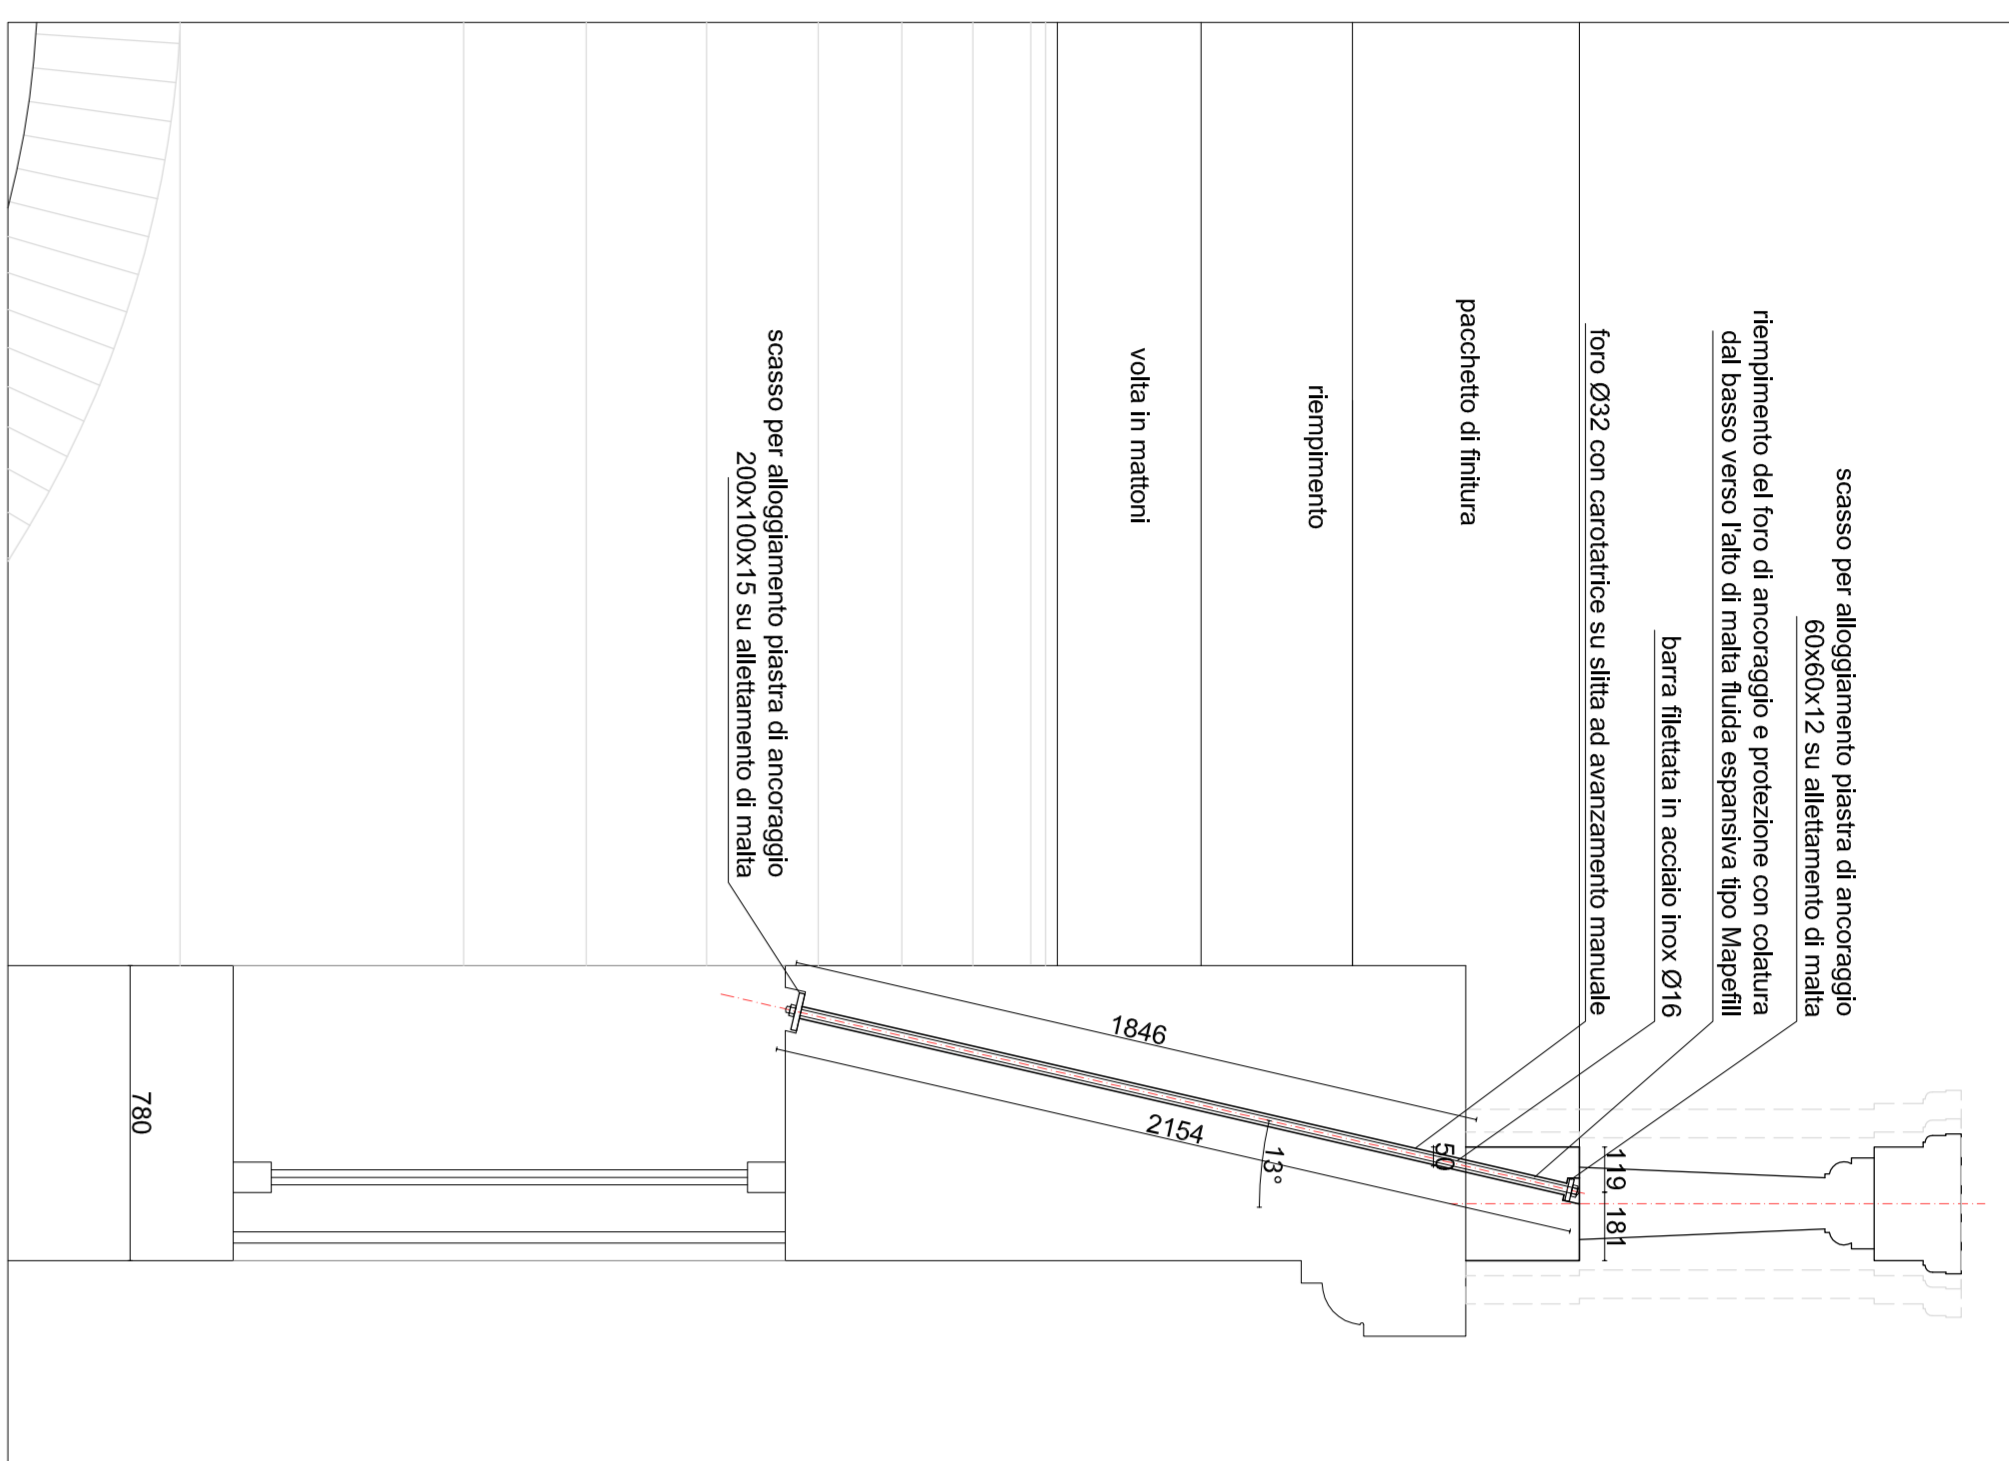 scasso per alloggiamento piastra di ancoraggio
60x60x12 su allettamento di malta
riempimento del foro di ancoraggio e protezione con colatura
dal basso verso l'alto di malta fluida espansiva tipo Mapefill
barra filettata in acciaio inox Ø16
foro Ø32 con carotatrice su slitta ad avanzamento manuale
pacchetto di finitura
riempimento
volta in mattoni
scasso per alloggiamento piastra di ancoraggio
200x100x15 su allettamento di malta
119
181
50
1846
2154
13°
780